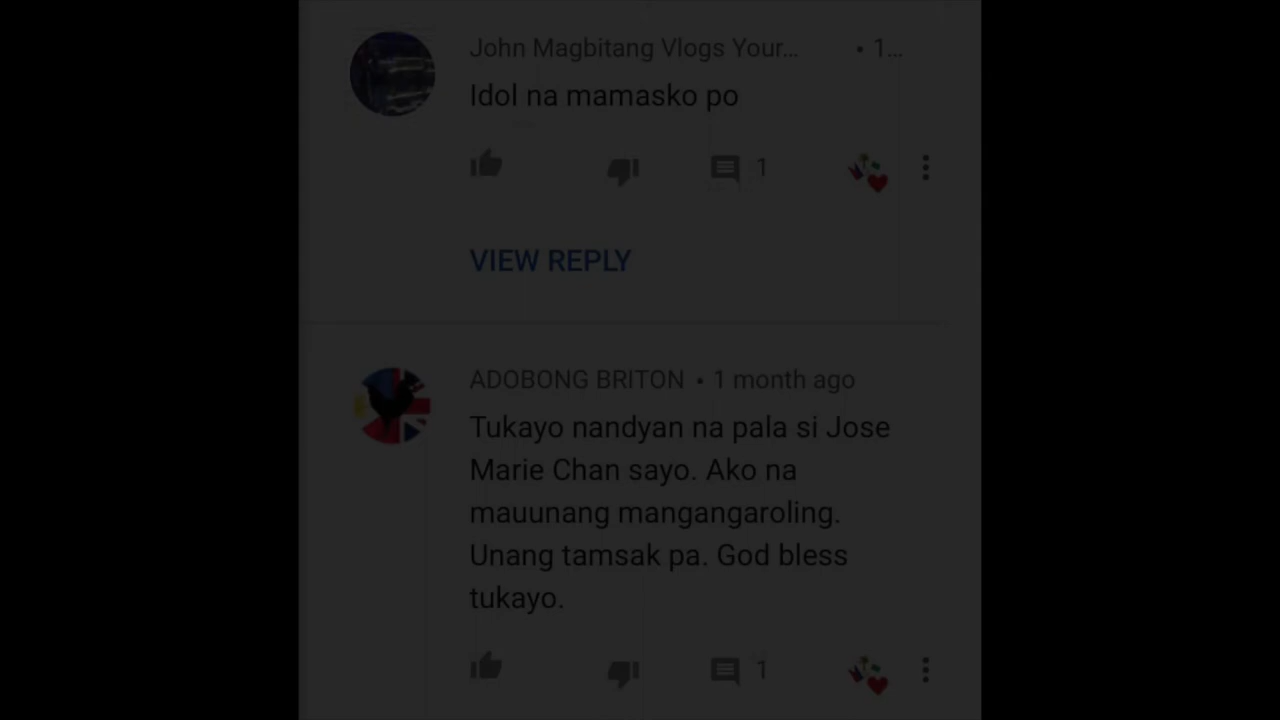 John Magbitang Vlogs Your... • 1...
Idol na mamasko po
1
VIEW REPLY
ADOBONG BRITON • 1 month ago
Tukayo nandyan na pala si Jose
Marie Chan sayo. Ako na
mauunang mangangaroling.
Unang tamsak pa. God bless
tukayo.
1